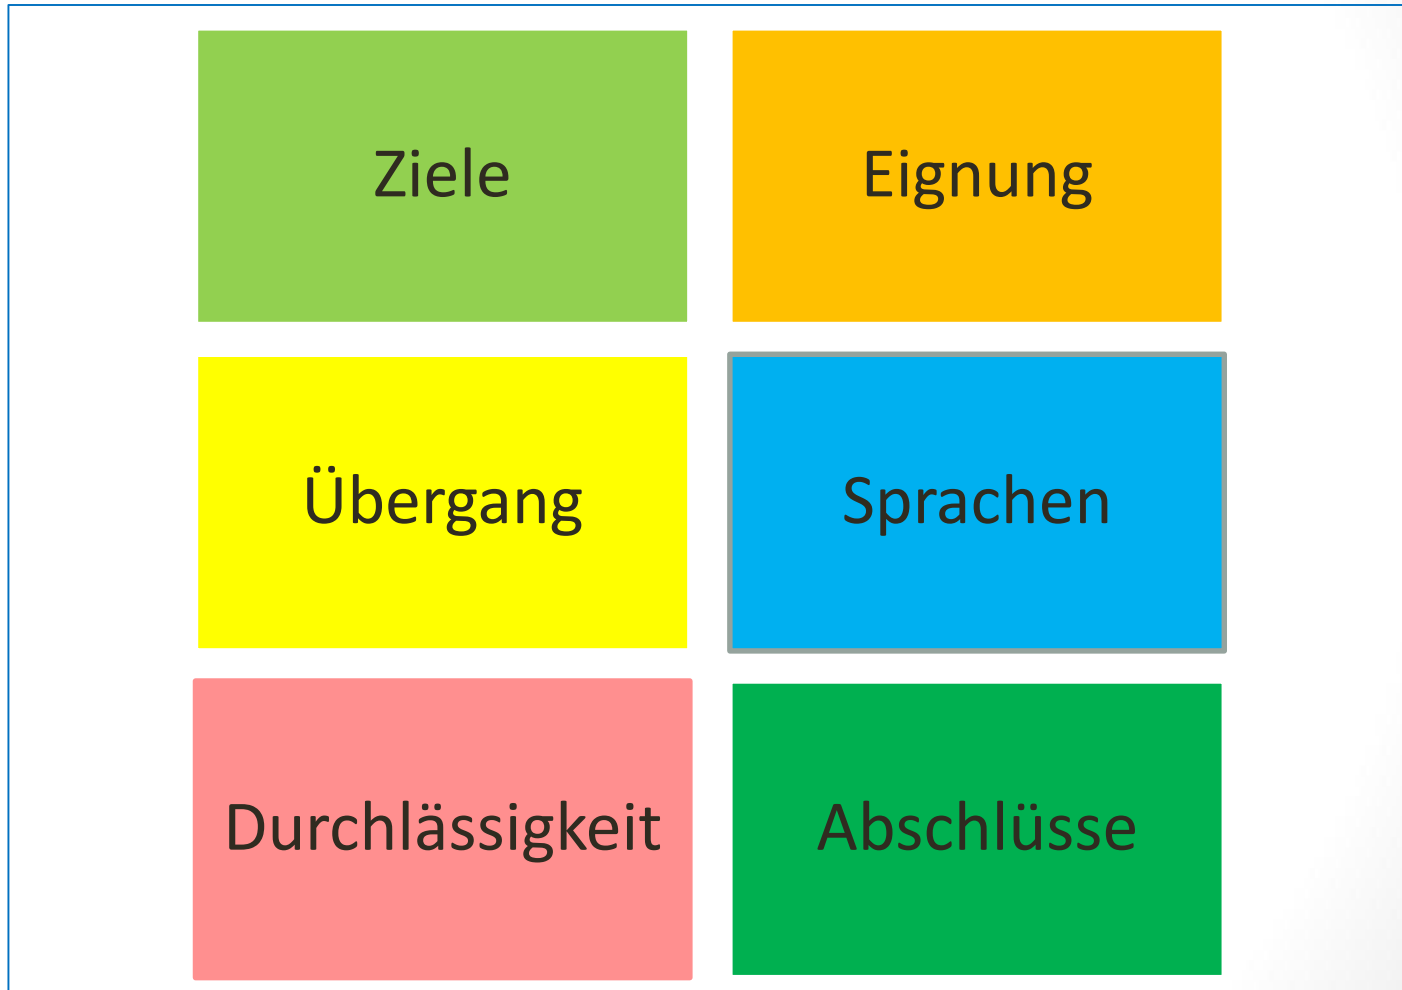 Ziele
Eignung
Übergang
Sprachen
Durchlässigkeit
Abschlüsse